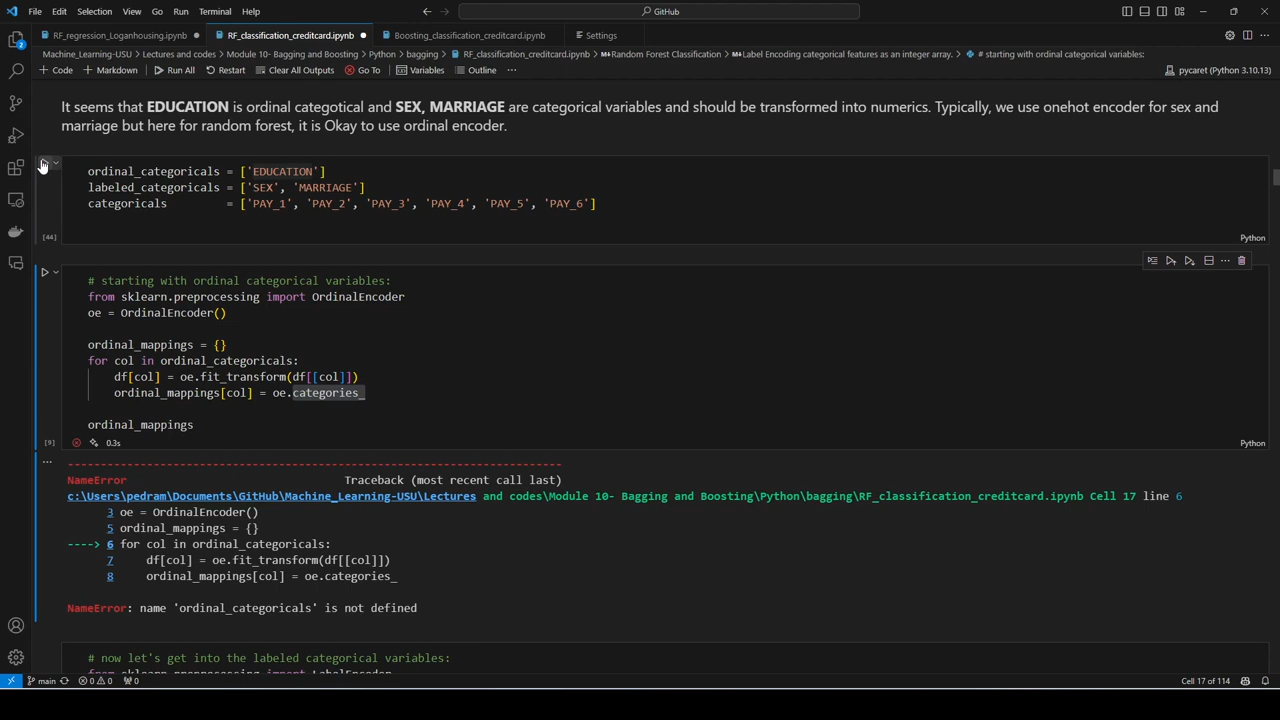 File Edit Selection View Go Run Terminal Help
GitHub
RF_regression_Loganhousing.ipynb
RF_classification_creditcard.ipynb
Boosting_classification_creditcard.ipynb
Settings
Machine_Learning-USU > Lectures and codes > Module 10- Bagging and Boosting > Python > bagging > RF_classification_creditcard.ipynb > Random Forest Classification > Label Encoding categorical features as an integer array. > # starting with ordinal categorical variables:
+ Code + Markdown Run All Restart Clear All Outputs Go To Variables Outline ...
pycaret (Python 3.10.13)
It seems that EDUCATION is ordinal categotical and SEX, MARRIAGE are categorical variables and should be transformed into numerics. Typically, we use onehot encoder for sex and
marriage but here for random forest, it is Okay to use ordinal encoder.
ordinal_categoricals = ['EDUCATION']
labeled_categoricals = ['SEX', 'MARRIAGE']
categoricals = ['PAY_1', 'PAY_2', 'PAY_3', 'PAY_4', 'PAY_5', 'PAY_6']
[44]
Python
# starting with ordinal categorical variables:
from sklearn.preprocessing import OrdinalEncoder
oe = OrdinalEncoder()
ordinal_mappings = {}
for col in ordinal_categoricals:
df[col] = oe.fit_transform(df[[col]])
ordinal_mappings[col] = oe.categories_
ordinal_mappings
[9]
0.3s
Python
...
---------------------------------------------------------------------------
NameError Traceback (most recent call last)
c:\Users\pedram\Documents\GitHub\Machine_Learning-USU\Lectures and codes\Module 10- Bagging and Boosting\Python\bagging\RF_classification_creditcard.ipynb Cell 17 line 6
3 oe = OrdinalEncoder()
5 ordinal_mappings = {}
----> 6 for col in ordinal_categoricals:
7 df[col] = oe.fit_transform(df[[col]])
8 ordinal_mappings[col] = oe.categories_
NameError: name 'ordinal_categoricals' is not defined
# now let's get into the labeled categorical variables:
from sklearn.preprocessing import LabelEncoder
2
main
0 0
0
Cell 17 of 114